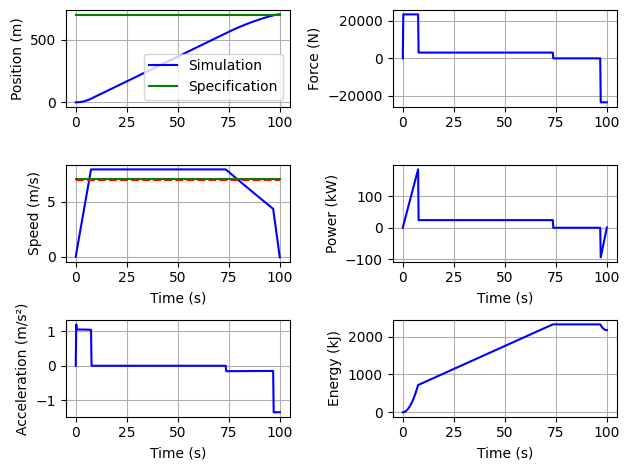 Position (m)
500
0
0 25 50 75 100
Simulation
Specification
Force (N)
20000
0
−20000
0 25 50 75 100
Speed (m/s)
5
0
0 25 50 75 100
Time (s)
Power (kW)
100
0
−100
0 25 50 75 100
Time (s)
Acceleration (m/s²)
1
0
−1
0 25 50 75 100
Time (s)
Energy (kJ)
2000
1000
0
0 25 50 75 100
Time (s)